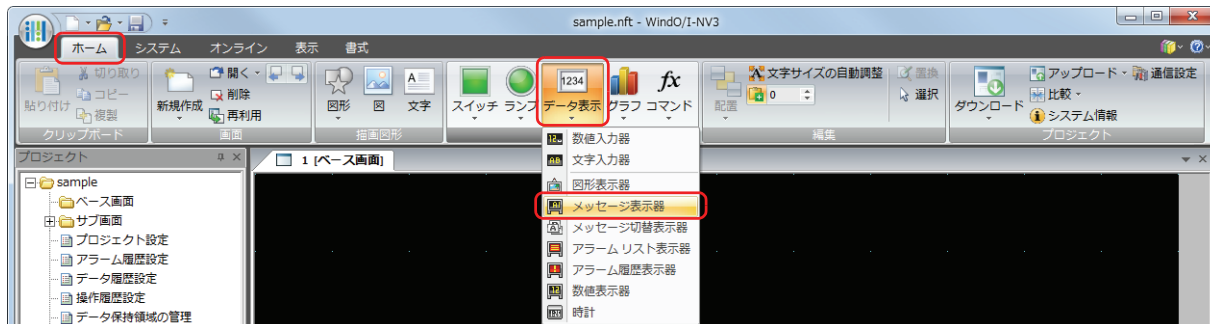 sample.nft - WindO/I-NV3
ホーム システム オンライン 表示 書式
切り取り
コピー
複製
貼り付け
クリップボード
新規作成
開く
削除
再利用
画面
図形 図 文字
描画図形
スイッチ ランプ データ表示 グラフ コマンド
1234
fx
配置
文字サイズの自動調整
0
置換
選択
編集
ダウンロード
アップロード
比較
システム情報
通信設定
プロジェクト
プロジェクト
sample
ベース画面
サブ画面
プロジェクト設定
アラーム履歴設定
データ履歴設定
操作履歴設定
データ保持領域の管理
1 [ベース画面]
数値入力器
文字入力器
図形表示器
メッセージ表示器
メッセージ切替表示器
アラーム リスト表示器
アラーム履歴表示器
数値表示器
時計